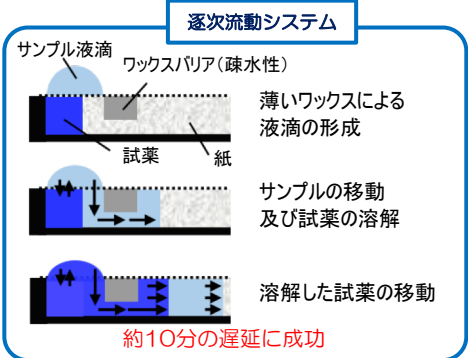 逐次流動システム
サンプル液滴
ワックスバリア(疎水性)
試薬
紙
薄いワックスによる
液滴の形成
サンプルの移動
及び試薬の溶解
溶解した試薬の移動
約10分の遅延に成功